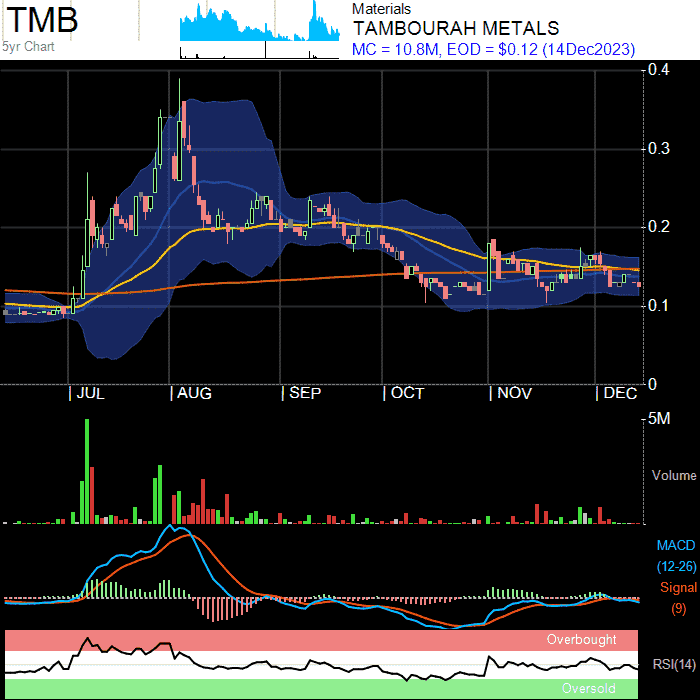 TMB
5yr Chart
Materials
TAMBOURAH METALS
MC = 10.8M, EOD = $0.12 (14Dec2023)
0.4
0.3
0.2
0.1
0
JUL AUG SEP OCT NOV DEC
5M
Volume
MACD
(12-26)
Signal
(9)
Overbought
RSI(14)
Oversold